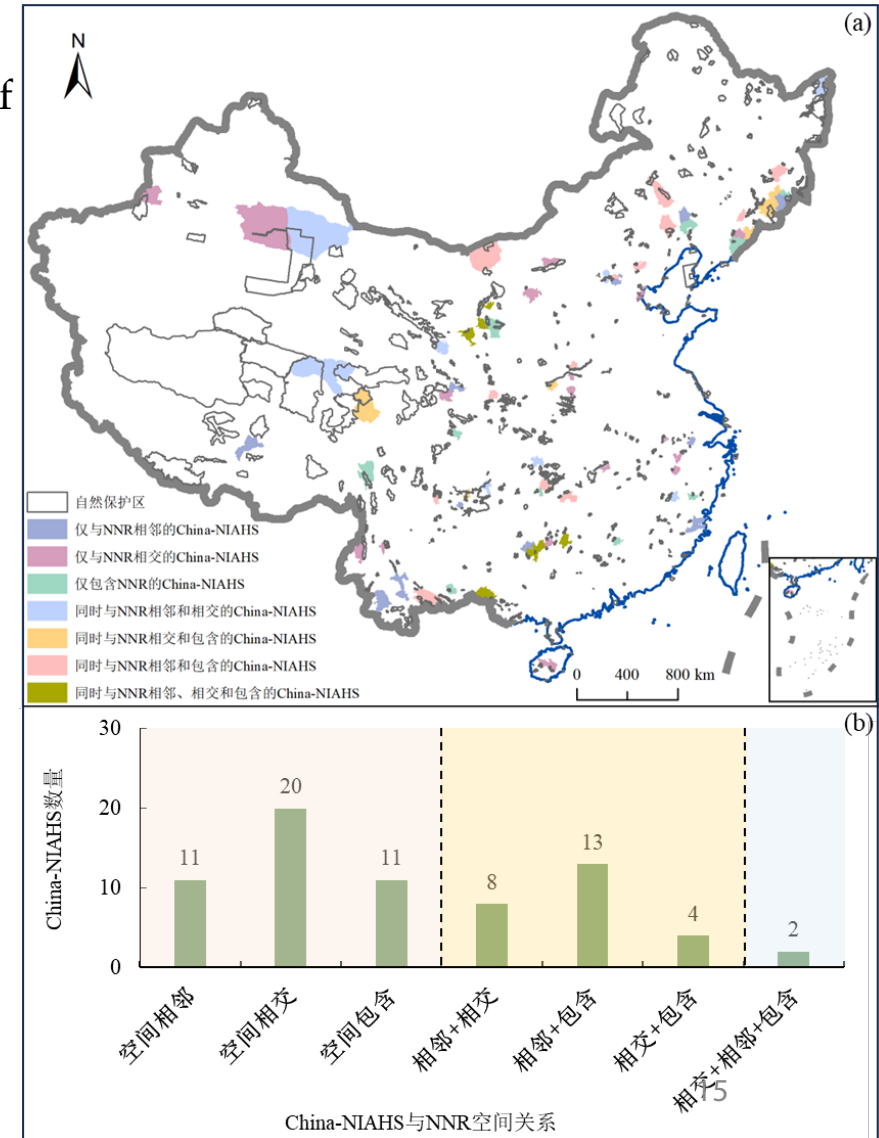 f
(a)
N
自然保护区
仅与NNR相邻的China-NIAHS
仅与NNR相交的China-NIAHS
仅包含NNR的China-NIAHS
同时与NNR相邻和相交的China-NIAHS
同时与NNR相交和包含的China-NIAHS
同时与NNR相邻和包含的China-NIAHS
同时与NNR相邻、相交和包含的China-NIAHS
0 400 800 km
(b)
China-NIAHS数量
30
20
10
0
11
20
11
8
13
4
2
空间相邻
空间相交
空间包含
相邻+相交
相邻+包含
相交+包含
相交+相邻+包含
15
China-NIAHS与NNR空间关系